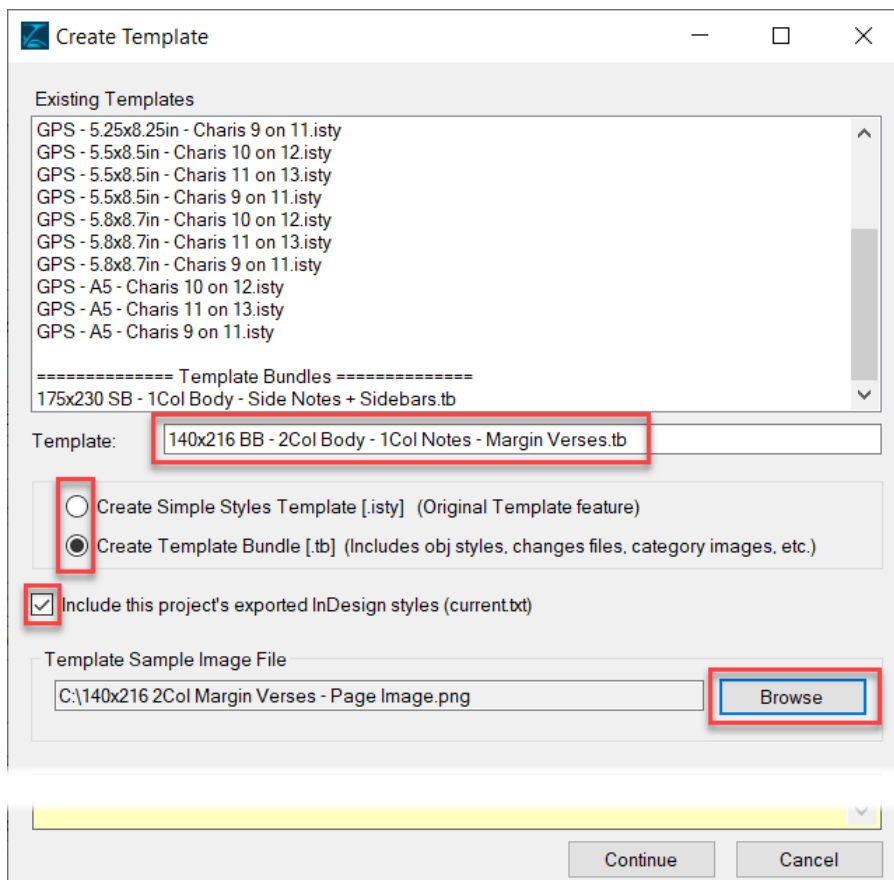 Create Template
Existing Templates
GPS - 5.25x8.25in - Charis 9 on 11.isty
GPS - 5.5x8.5in - Charis 10 on 12.isty
GPS - 5.5x8.5in - Charis 11 on 13.isty
GPS - 5.5x8.5in - Charis 9 on 11.isty
GPS - 5.8x8.7in - Charis 10 on 12.isty
GPS - 5.8x8.7in - Charis 11 on 13.isty
GPS - 5.8x8.7in - Charis 9 on 11.isty
GPS - A5 - Charis 10 on 12.isty
GPS - A5 - Charis 11 on 13.isty
GPS - A5 - Charis 9 on 11.isty
============== Template Bundles ==============
175x230 SB - 1Col Body - Side Notes + Sidebars.tb
Template: 140x216 BB - 2Col Body - 1Col Notes - Margin Verses.tb
Create Simple Styles Template [.isty] (Original Template feature)
Create Template Bundle [.tb] (Includes obj styles, changes files, category images, etc.)
Include this project's exported InDesign styles (current.txt)
Template Sample Image File
C:\140x216 2Col Margin Verses - Page Image.png Browse
Continue Cancel